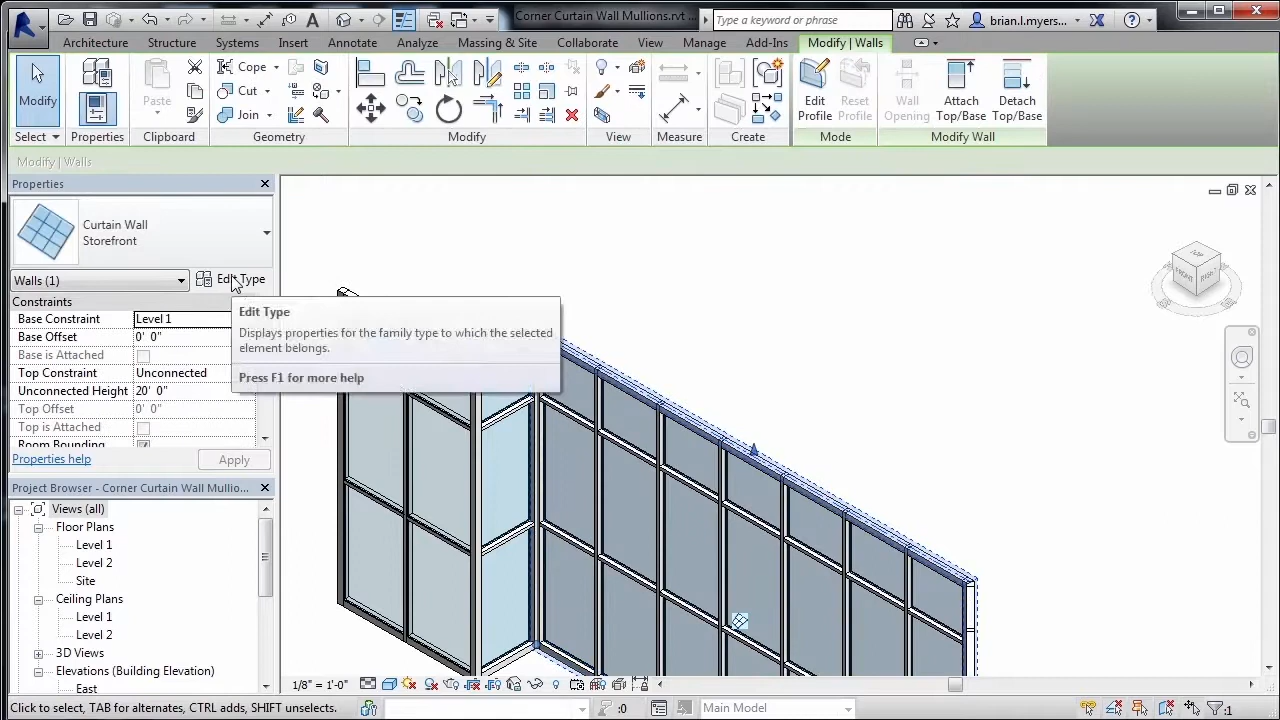 Corner Curtain Wall Mullions.rvt ...
Type a keyword or phrase
brian.l.myers...
Architecture Structure Systems Insert Annotate Analyze Massing & Site Collaborate View Manage Add-Ins Modify | Walls
Modify
Paste
Cope
Cut
Join
Edit Profile
Reset Profile
Wall Opening
Attach Top/Base
Detach Top/Base
Select Properties Clipboard Geometry Modify View Measure Create Mode Modify Wall
Modify | Walls
Properties
Curtain Wall
Storefront
Walls (1)
Edit Type
Constraints
Base Constraint Level 1
Base Offset 0' 0"
Base is Attached
Top Constraint Unconnected
Unconnected Height 20' 0"
Top Offset 0' 0"
Top is Attached
Room Bounding
Properties help
Apply
Edit Type
Displays properties for the family type to which the selected
element belongs.
Press F1 for more help
TOP
FRONT
RIGHT
Project Browser - Corner Curtain Wall Mullio...
Views (all)
Floor Plans
Level 1
Level 2
Site
Ceiling Plans
Level 1
Level 2
3D Views
Elevations (Building Elevation)
East
1/8" = 1'-0"
Click to select, TAB for alternates, CTRL adds, SHIFT unselects.
:0
Main Model
:1